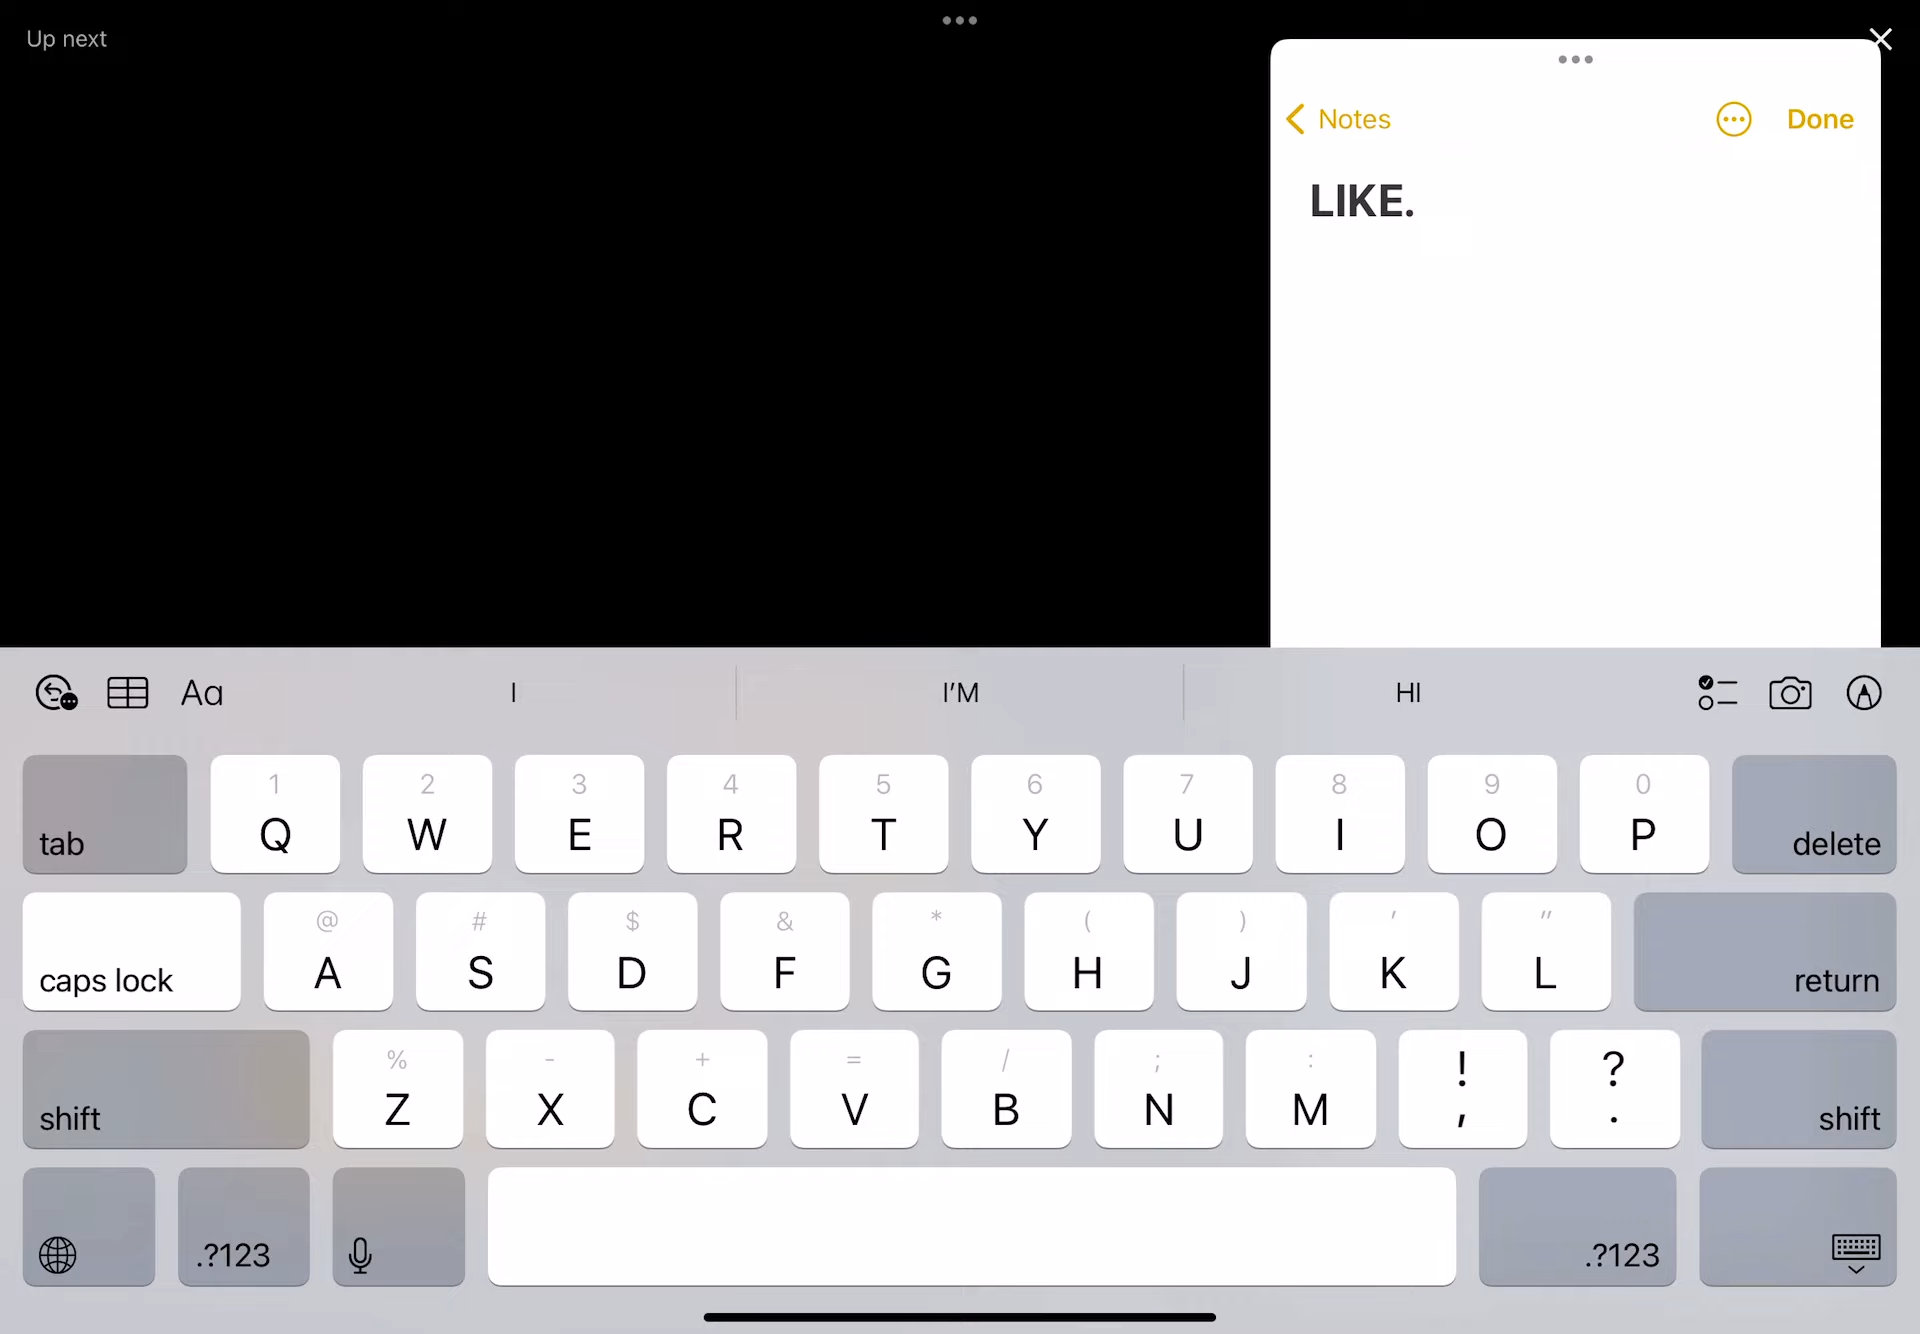 Up next
Notes
Done
LIKE.
Aa
I
I'M
HI
tab
1 2 3 4 5 6 7 8 9 0
Q W E R T Y U I O P
delete
@ # $ & * ( ) ' "
caps lock
A S D F G H J K L
return
% - + = / ; : ! ?
shift
Z X C V B N M , .
shift
.?123
.?123